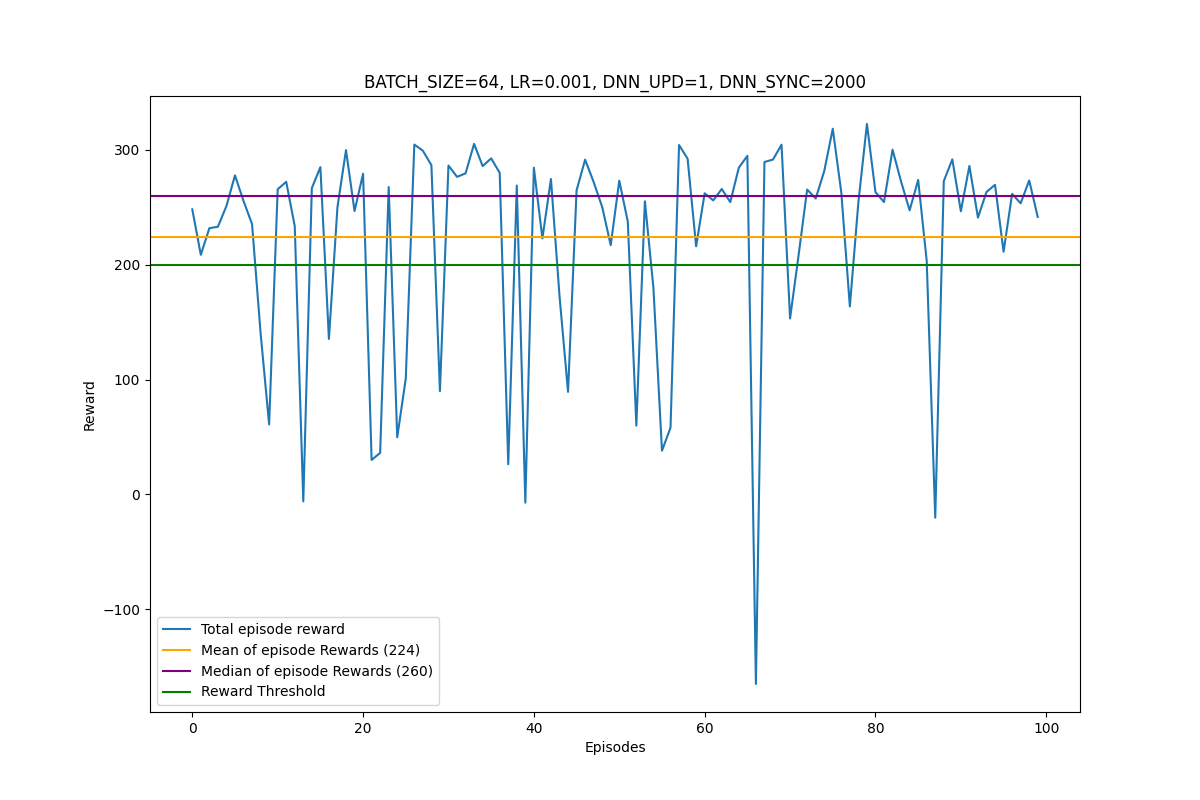 BATCH_SIZE=64, LR=0.001, DNN_UPD=1, DNN_SYNC=2000
300
200
100
0
−100
Reward
Total episode reward
Mean of episode Rewards (224)
Median of episode Rewards (260)
Reward Threshold
0 20 40 60 80 100
Episodes